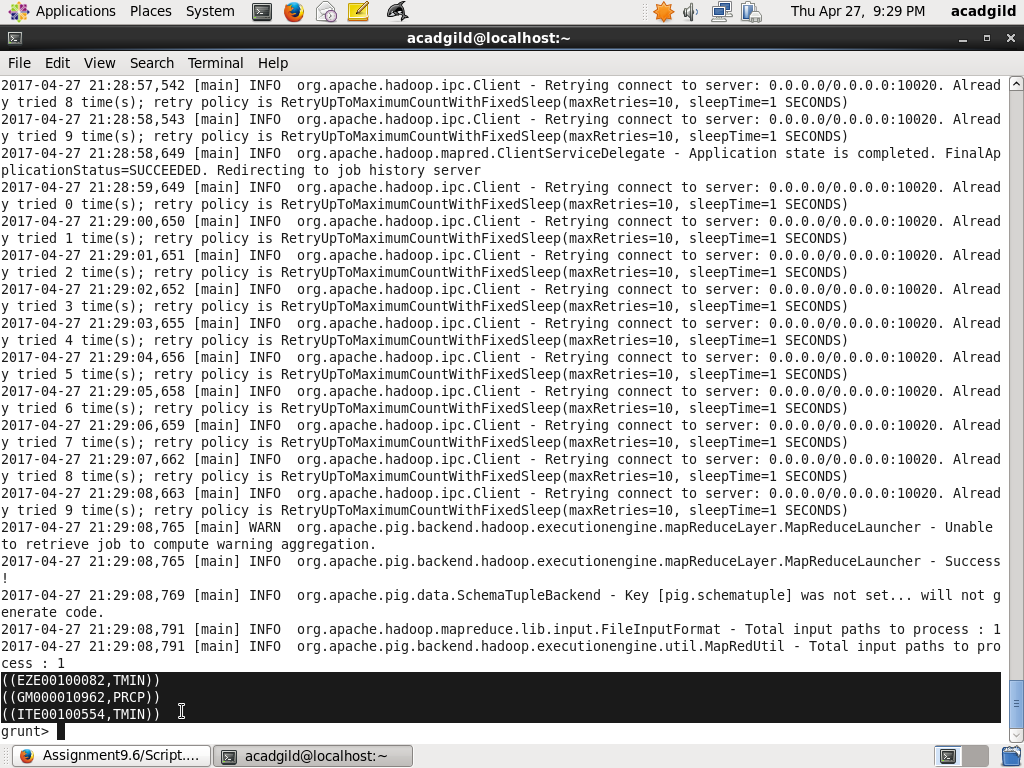 Applications Places System Thu Apr 27, 9:29 PM acadgild
acadgild@localhost:~
File Edit View Search Terminal Help
2017-04-27 21:28:57,542 [main] INFO  org.apache.hadoop.ipc.Client - Retrying connect to server: 0.0.0.0/0.0.0.0:10020. Alread
y tried 8 time(s); retry policy is RetryUpToMaximumCountWithFixedSleep(maxRetries=10, sleepTime=1 SECONDS)
2017-04-27 21:28:58,543 [main] INFO  org.apache.hadoop.ipc.Client - Retrying connect to server: 0.0.0.0/0.0.0.0:10020. Alread
y tried 9 time(s); retry policy is RetryUpToMaximumCountWithFixedSleep(maxRetries=10, sleepTime=1 SECONDS)
2017-04-27 21:28:58,649 [main] INFO  org.apache.hadoop.mapred.ClientServiceDelegate - Application state is completed. FinalAp
plicationStatus=SUCCEEDED. Redirecting to job history server
2017-04-27 21:28:59,649 [main] INFO  org.apache.hadoop.ipc.Client - Retrying connect to server: 0.0.0.0/0.0.0.0:10020. Alread
y tried 0 time(s); retry policy is RetryUpToMaximumCountWithFixedSleep(maxRetries=10, sleepTime=1 SECONDS)
2017-04-27 21:29:00,650 [main] INFO  org.apache.hadoop.ipc.Client - Retrying connect to server: 0.0.0.0/0.0.0.0:10020. Alread
y tried 1 time(s); retry policy is RetryUpToMaximumCountWithFixedSleep(maxRetries=10, sleepTime=1 SECONDS)
2017-04-27 21:29:01,651 [main] INFO  org.apache.hadoop.ipc.Client - Retrying connect to server: 0.0.0.0/0.0.0.0:10020. Alread
y tried 2 time(s); retry policy is RetryUpToMaximumCountWithFixedSleep(maxRetries=10, sleepTime=1 SECONDS)
2017-04-27 21:29:02,652 [main] INFO  org.apache.hadoop.ipc.Client - Retrying connect to server: 0.0.0.0/0.0.0.0:10020. Alread
y tried 3 time(s); retry policy is RetryUpToMaximumCountWithFixedSleep(maxRetries=10, sleepTime=1 SECONDS)
2017-04-27 21:29:03,655 [main] INFO  org.apache.hadoop.ipc.Client - Retrying connect to server: 0.0.0.0/0.0.0.0:10020. Alread
y tried 4 time(s); retry policy is RetryUpToMaximumCountWithFixedSleep(maxRetries=10, sleepTime=1 SECONDS)
2017-04-27 21:29:04,656 [main] INFO  org.apache.hadoop.ipc.Client - Retrying connect to server: 0.0.0.0/0.0.0.0:10020. Alread
y tried 5 time(s); retry policy is RetryUpToMaximumCountWithFixedSleep(maxRetries=10, sleepTime=1 SECONDS)
2017-04-27 21:29:05,658 [main] INFO  org.apache.hadoop.ipc.Client - Retrying connect to server: 0.0.0.0/0.0.0.0:10020. Alread
y tried 6 time(s); retry policy is RetryUpToMaximumCountWithFixedSleep(maxRetries=10, sleepTime=1 SECONDS)
2017-04-27 21:29:06,659 [main] INFO  org.apache.hadoop.ipc.Client - Retrying connect to server: 0.0.0.0/0.0.0.0:10020. Alread
y tried 7 time(s); retry policy is RetryUpToMaximumCountWithFixedSleep(maxRetries=10, sleepTime=1 SECONDS)
2017-04-27 21:29:07,662 [main] INFO  org.apache.hadoop.ipc.Client - Retrying connect to server: 0.0.0.0/0.0.0.0:10020. Alread
y tried 8 time(s); retry policy is RetryUpToMaximumCountWithFixedSleep(maxRetries=10, sleepTime=1 SECONDS)
2017-04-27 21:29:08,663 [main] INFO  org.apache.hadoop.ipc.Client - Retrying connect to server: 0.0.0.0/0.0.0.0:10020. Alread
y tried 9 time(s); retry policy is RetryUpToMaximumCountWithFixedSleep(maxRetries=10, sleepTime=1 SECONDS)
2017-04-27 21:29:08,765 [main] WARN  org.apache.pig.backend.hadoop.executionengine.mapReduceLayer.MapReduceLauncher - Unable
to retrieve job to compute warning aggregation.
2017-04-27 21:29:08,765 [main] INFO  org.apache.pig.backend.hadoop.executionengine.mapReduceLayer.MapReduceLauncher - Success
!
2017-04-27 21:29:08,769 [main] INFO  org.apache.pig.data.SchemaTupleBackend - Key [pig.schematuple] was not set... will not g
enerate code.
2017-04-27 21:29:08,791 [main] INFO  org.apache.hadoop.mapreduce.lib.input.FileInputFormat - Total input paths to process : 1
2017-04-27 21:29:08,791 [main] INFO  org.apache.pig.backend.hadoop.executionengine.util.MapRedUtil - Total input paths to pro
cess : 1
((EZE00100082,TMIN))
((GM000010962,PRCP))
((ITE00100554,TMIN))
grunt>
Assignment9.6/Script.... acadgild@localhost:~